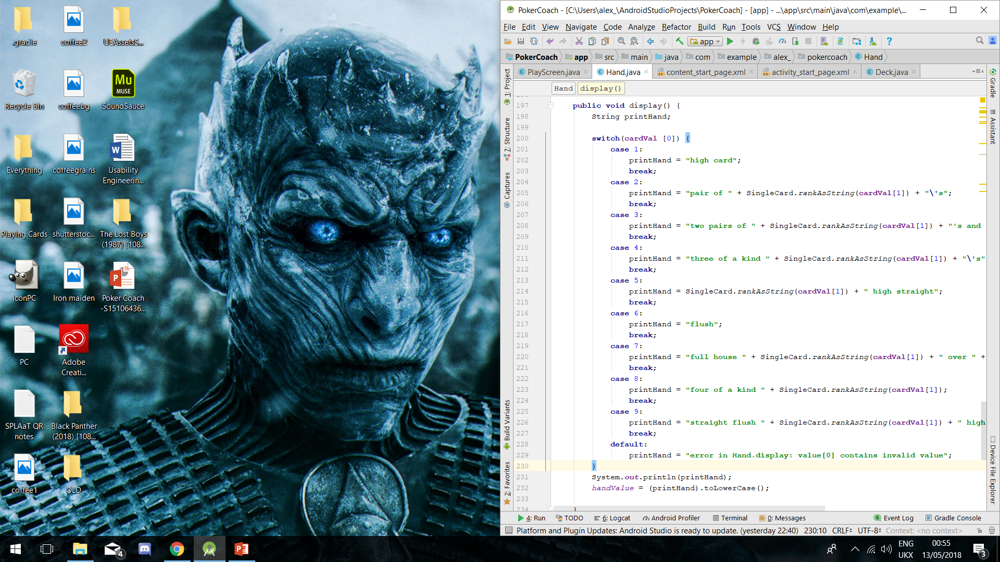 .gradle
coffee2
UEAssetsS...
Recycle Bin
coffeebg
Mu
MUSE
SoundSauce
Everything
coffeegrains
Usability
Engineerin...
Playing Cards
shutterstoc...
The Lost Boys
(1987) [108...
IconPC
Iron maiden
Poker Coach
-S15106436...
PC
Adobe
Creati...
SPLAaT QR
notes
Black Panther
(2018) [108...
coffee1
OLD
PokerCoach - [C:\Users\alex_\AndroidStudioProjects\PokerCoach] - [app] - ...\app\src\main\java\com\example\...
File Edit View Navigate Code Analyze Refactor Build Run Tools VCS Window Help
app
PokerCoach app src main java com example alex_ pokercoach Hand
PlayScreen.java Hand.java content_start_page.xml activity_start_page.xml Deck.java
Hand display()
197 public void display() {
198 String printHand;
199
200 switch(cardVal [0]) {
201 case 1:
202 printHand = "high card";
203 break;
204 case 2:
205 printHand = "pair of " + SingleCard.rankAsString(cardVal[1]) + "\'s";
206 break;
207 case 3:
208 printHand = "two pairs of " + SingleCard.rankAsString(cardVal[1]) + "'s and
209 break;
210 case 4:
211 printHand = "three of a kind " + SingleCard.rankAsString(cardVal[1]) + "\'s"
212 break;
213 case 5:
214 printHand = SingleCard.rankAsString(cardVal[1]) + " high straight";
215 break;
216 case 6:
217 printHand = "flush";
218 break;
219 case 7:
220 printHand = "full house " + SingleCard.rankAsString(cardVal[1]) + " over " +
221 break;
222 case 8:
223 printHand = "four of a kind " + SingleCard.rankAsString(cardVal[1]);
224 break;
225 case 9:
226 printHand = "straight flush " + SingleCard.rankAsString(cardVal[1]) + " high
227 break;
228 default:
229 printHand = "error in Hand.display: value[0] contains invalid value";
230 }
231 System.out.println(printHand);
232 handValue = (printHand).toLowerCase();
233
234 }
1: Project
7: Structure
Captures
Build Variants
2: Favorites
Gradle
Assistant
Device File Explorer
4: Run TODO 6: Logcat Android Profiler Terminal 0: Messages 6 Event Log Gradle Console
Platform and Plugin Updates: Android Studio is ready to update. (yesterday 22:40) 230:10 CRLF UTF-8 Context: <no context>
4
ENG
UKX
00:55
13/05/2018
3